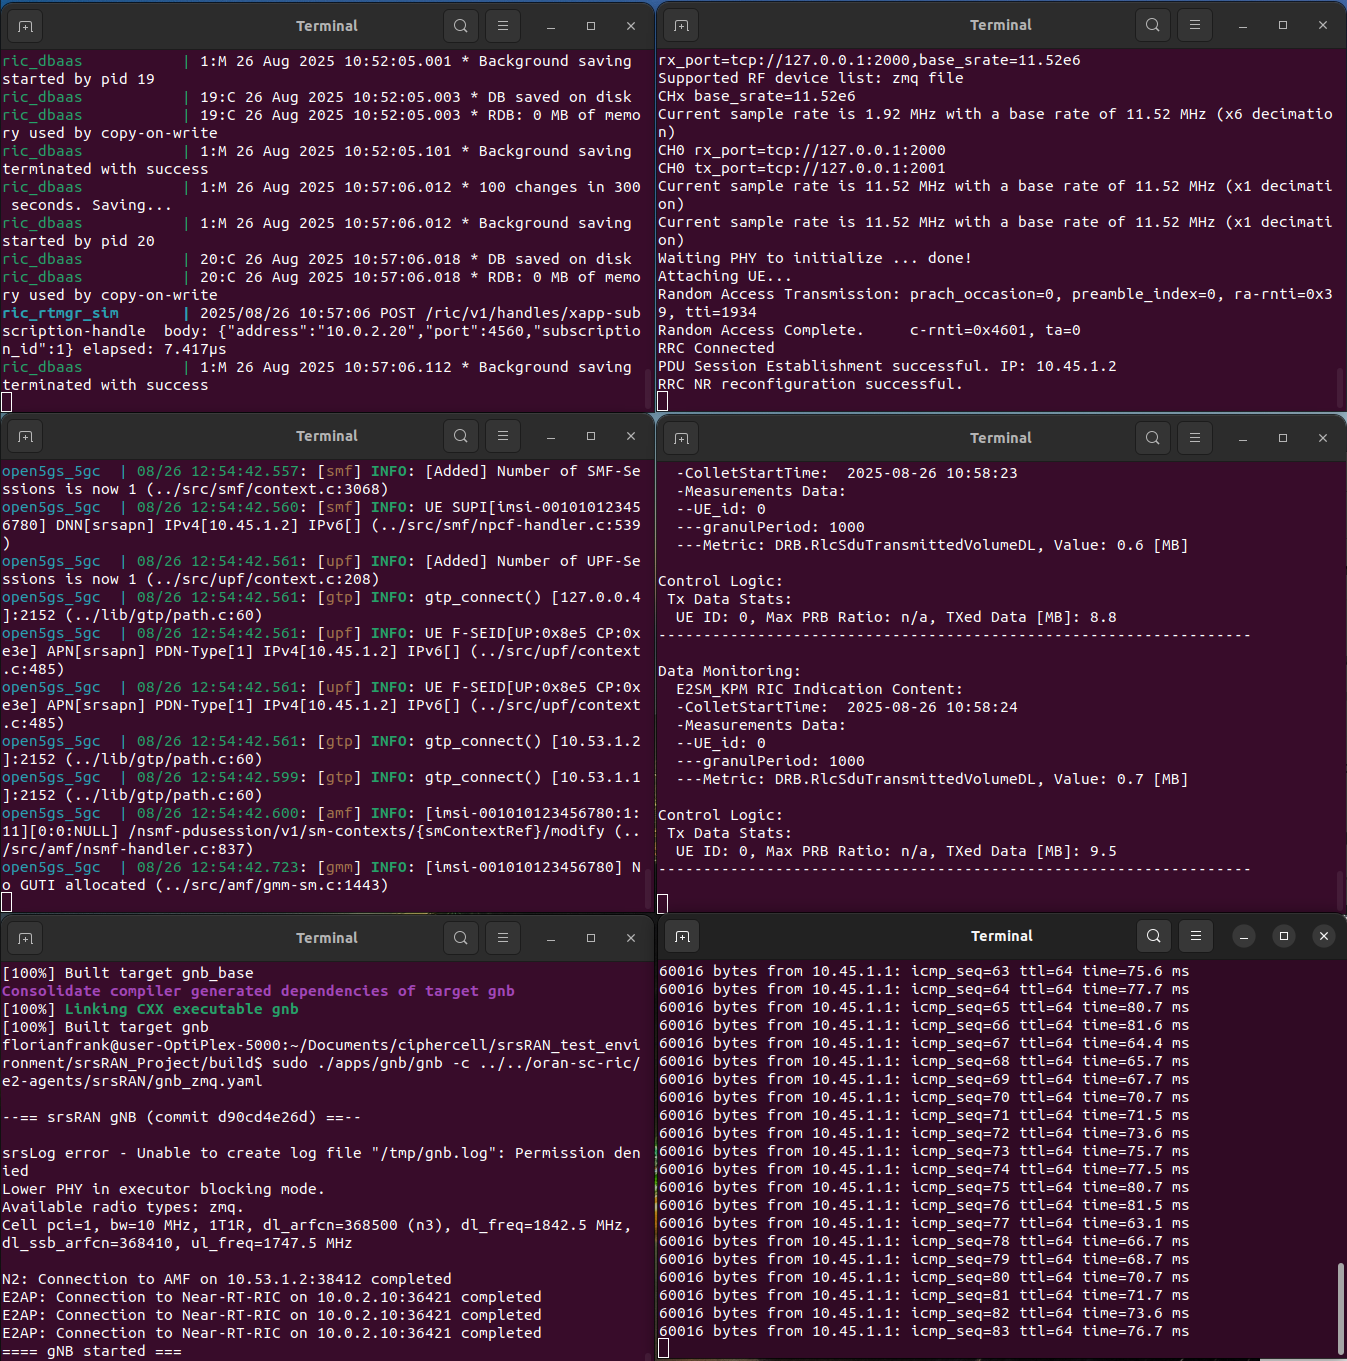 Terminal
ric_dbaas           | 1:M 26 Aug 2025 10:52:05.001 * Background saving
started by pid 19
ric_dbaas           | 19:C 26 Aug 2025 10:52:05.003 * DB saved on disk
ric_dbaas           | 19:C 26 Aug 2025 10:52:05.003 * RDB: 0 MB of memo
ry used by copy-on-write
ric_dbaas           | 1:M 26 Aug 2025 10:52:05.101 * Background saving
terminated with success
ric_dbaas           | 1:M 26 Aug 2025 10:57:06.012 * 100 changes in 300
 seconds. Saving...
ric_dbaas           | 1:M 26 Aug 2025 10:57:06.012 * Background saving
started by pid 20
ric_dbaas           | 20:C 26 Aug 2025 10:57:06.018 * DB saved on disk
ric_dbaas           | 20:C 26 Aug 2025 10:57:06.018 * RDB: 0 MB of memo
ry used by copy-on-write
ric_rtmgr_sim       | 2025/08/26 10:57:06 POST /ric/v1/handles/xapp-sub
scription-handle  body: {"address":"10.0.2.20","port":4560,"subscriptio
n_id":1} elapsed: 7.417µs
ric_dbaas           | 1:M 26 Aug 2025 10:57:06.112 * Background saving
terminated with success
Terminal
rx_port=tcp://127.0.0.1:2000,base_srate=11.52e6
Supported RF device list: zmq file
CHx base_srate=11.52e6
Current sample rate is 1.92 MHz with a base rate of 11.52 MHz (x6 decimatio
n)
CH0 rx_port=tcp://127.0.0.1:2000
CH0 tx_port=tcp://127.0.0.1:2001
Current sample rate is 11.52 MHz with a base rate of 11.52 MHz (x1 decimati
on)
Current sample rate is 11.52 MHz with a base rate of 11.52 MHz (x1 decimati
on)
Waiting PHY to initialize ... done!
Attaching UE...
Random Access Transmission: prach_occasion=0, preamble_index=0, ra-rnti=0x3
9, tti=1934
Random Access Complete.     c-rnti=0x4601, ta=0
RRC Connected
PDU Session Establishment successful. IP: 10.45.1.2
RRC NR reconfiguration successful.
Terminal
open5gs_5gc  | 08/26 12:54:42.557: [smf] INFO: [Added] Number of SMF-Se
ssions is now 1 (../src/smf/context.c:3068)
open5gs_5gc  | 08/26 12:54:42.560: [smf] INFO: UE SUPI[imsi-00101012345
6780] DNN[srsapn] IPv4[10.45.1.2] IPv6[] (../src/smf/npcf-handler.c:539
)
open5gs_5gc  | 08/26 12:54:42.561: [upf] INFO: [Added] Number of UPF-Se
ssions is now 1 (../src/upf/context.c:208)
open5gs_5gc  | 08/26 12:54:42.561: [gtp] INFO: gtp_connect() [127.0.0.4
]:2152 (../lib/gtp/path.c:60)
open5gs_5gc  | 08/26 12:54:42.561: [upf] INFO: UE F-SEID[UP:0x8e5 CP:0x
e3e] APN[srsapn] PDN-Type[1] IPv4[10.45.1.2] IPv6[] (../src/upf/context
.c:485)
open5gs_5gc  | 08/26 12:54:42.561: [upf] INFO: UE F-SEID[UP:0x8e5 CP:0x
e3e] APN[srsapn] PDN-Type[1] IPv4[10.45.1.2] IPv6[] (../src/upf/context
.c:485)
open5gs_5gc  | 08/26 12:54:42.561: [gtp] INFO: gtp_connect() [10.53.1.2
]:2152 (../lib/gtp/path.c:60)
open5gs_5gc  | 08/26 12:54:42.599: [gtp] INFO: gtp_connect() [10.53.1.1
]:2152 (../lib/gtp/path.c:60)
open5gs_5gc  | 08/26 12:54:42.600: [amf] INFO: [imsi-001010123456780:1:
11][0:0:NULL] /nsmf-pdusession/v1/sm-contexts/{smContextRef}/modify (..
/src/amf/nsmf-handler.c:837)
open5gs_5gc  | 08/26 12:54:42.723: [gmm] INFO: [imsi-001010123456780] N
o GUTI allocated (../src/amf/gmm-sm.c:1443)
Terminal
  -ColletStartTime:  2025-08-26 10:58:23
  -Measurements Data:
  --UE_id: 0
  ---granulPeriod: 1000
  ---Metric: DRB.RlcSduTransmittedVolumeDL, Value: 0.6 [MB]
Control Logic:
 Tx Data Stats:
  UE ID: 0, Max PRB Ratio: n/a, TXed Data [MB]: 8.8
------------------------------------------------------------------
Data Monitoring:
  E2SM_KPM RIC Indication Content:
  -ColletStartTime:  2025-08-26 10:58:24
  -Measurements Data:
  --UE_id: 0
  ---granulPeriod: 1000
  ---Metric: DRB.RlcSduTransmittedVolumeDL, Value: 0.7 [MB]
Control Logic:
 Tx Data Stats:
  UE ID: 0, Max PRB Ratio: n/a, TXed Data [MB]: 9.5
------------------------------------------------------------------
Terminal
[100%] Built target gnb_base
Consolidate compiler generated dependencies of target gnb
[100%] Linking CXX executable gnb
[100%] Built target gnb
florianfrank@user-OptiPlex-5000:~/Documents/ciphercell/srsRAN_test_envi
ronment/srsRAN_Project/build$ sudo ./apps/gnb/gnb -c ../../oran-sc-ric/
e2-agents/srsRAN/gnb_zmq.yaml
--== srsRAN gNB (commit d90cd4e26d) ==--
srsLog error - Unable to create log file "/tmp/gnb.log": Permission den
ied
Lower PHY in executor blocking mode.
Available radio types: zmq.
Cell pci=1, bw=10 MHz, 1T1R, dl_arfcn=368500 (n3), dl_freq=1842.5 MHz,
dl_ssb_arfcn=368410, ul_freq=1747.5 MHz
N2: Connection to AMF on 10.53.1.2:38412 completed
E2AP: Connection to Near-RT-RIC on 10.0.2.10:36421 completed
E2AP: Connection to Near-RT-RIC on 10.0.2.10:36421 completed
E2AP: Connection to Near-RT-RIC on 10.0.2.10:36421 completed
==== gNB started ===
Terminal
60016 bytes from 10.45.1.1: icmp_seq=63 ttl=64 time=75.6 ms
60016 bytes from 10.45.1.1: icmp_seq=64 ttl=64 time=77.7 ms
60016 bytes from 10.45.1.1: icmp_seq=65 ttl=64 time=80.7 ms
60016 bytes from 10.45.1.1: icmp_seq=66 ttl=64 time=81.6 ms
60016 bytes from 10.45.1.1: icmp_seq=67 ttl=64 time=64.4 ms
60016 bytes from 10.45.1.1: icmp_seq=68 ttl=64 time=65.7 ms
60016 bytes from 10.45.1.1: icmp_seq=69 ttl=64 time=67.7 ms
60016 bytes from 10.45.1.1: icmp_seq=70 ttl=64 time=70.7 ms
60016 bytes from 10.45.1.1: icmp_seq=71 ttl=64 time=71.5 ms
60016 bytes from 10.45.1.1: icmp_seq=72 ttl=64 time=73.6 ms
60016 bytes from 10.45.1.1: icmp_seq=73 ttl=64 time=75.7 ms
60016 bytes from 10.45.1.1: icmp_seq=74 ttl=64 time=77.5 ms
60016 bytes from 10.45.1.1: icmp_seq=75 ttl=64 time=80.7 ms
60016 bytes from 10.45.1.1: icmp_seq=76 ttl=64 time=81.5 ms
60016 bytes from 10.45.1.1: icmp_seq=77 ttl=64 time=63.1 ms
60016 bytes from 10.45.1.1: icmp_seq=78 ttl=64 time=66.7 ms
60016 bytes from 10.45.1.1: icmp_seq=79 ttl=64 time=68.7 ms
60016 bytes from 10.45.1.1: icmp_seq=80 ttl=64 time=70.7 ms
60016 bytes from 10.45.1.1: icmp_seq=81 ttl=64 time=71.7 ms
60016 bytes from 10.45.1.1: icmp_seq=82 ttl=64 time=73.6 ms
60016 bytes from 10.45.1.1: icmp_seq=83 ttl=64 time=76.7 ms